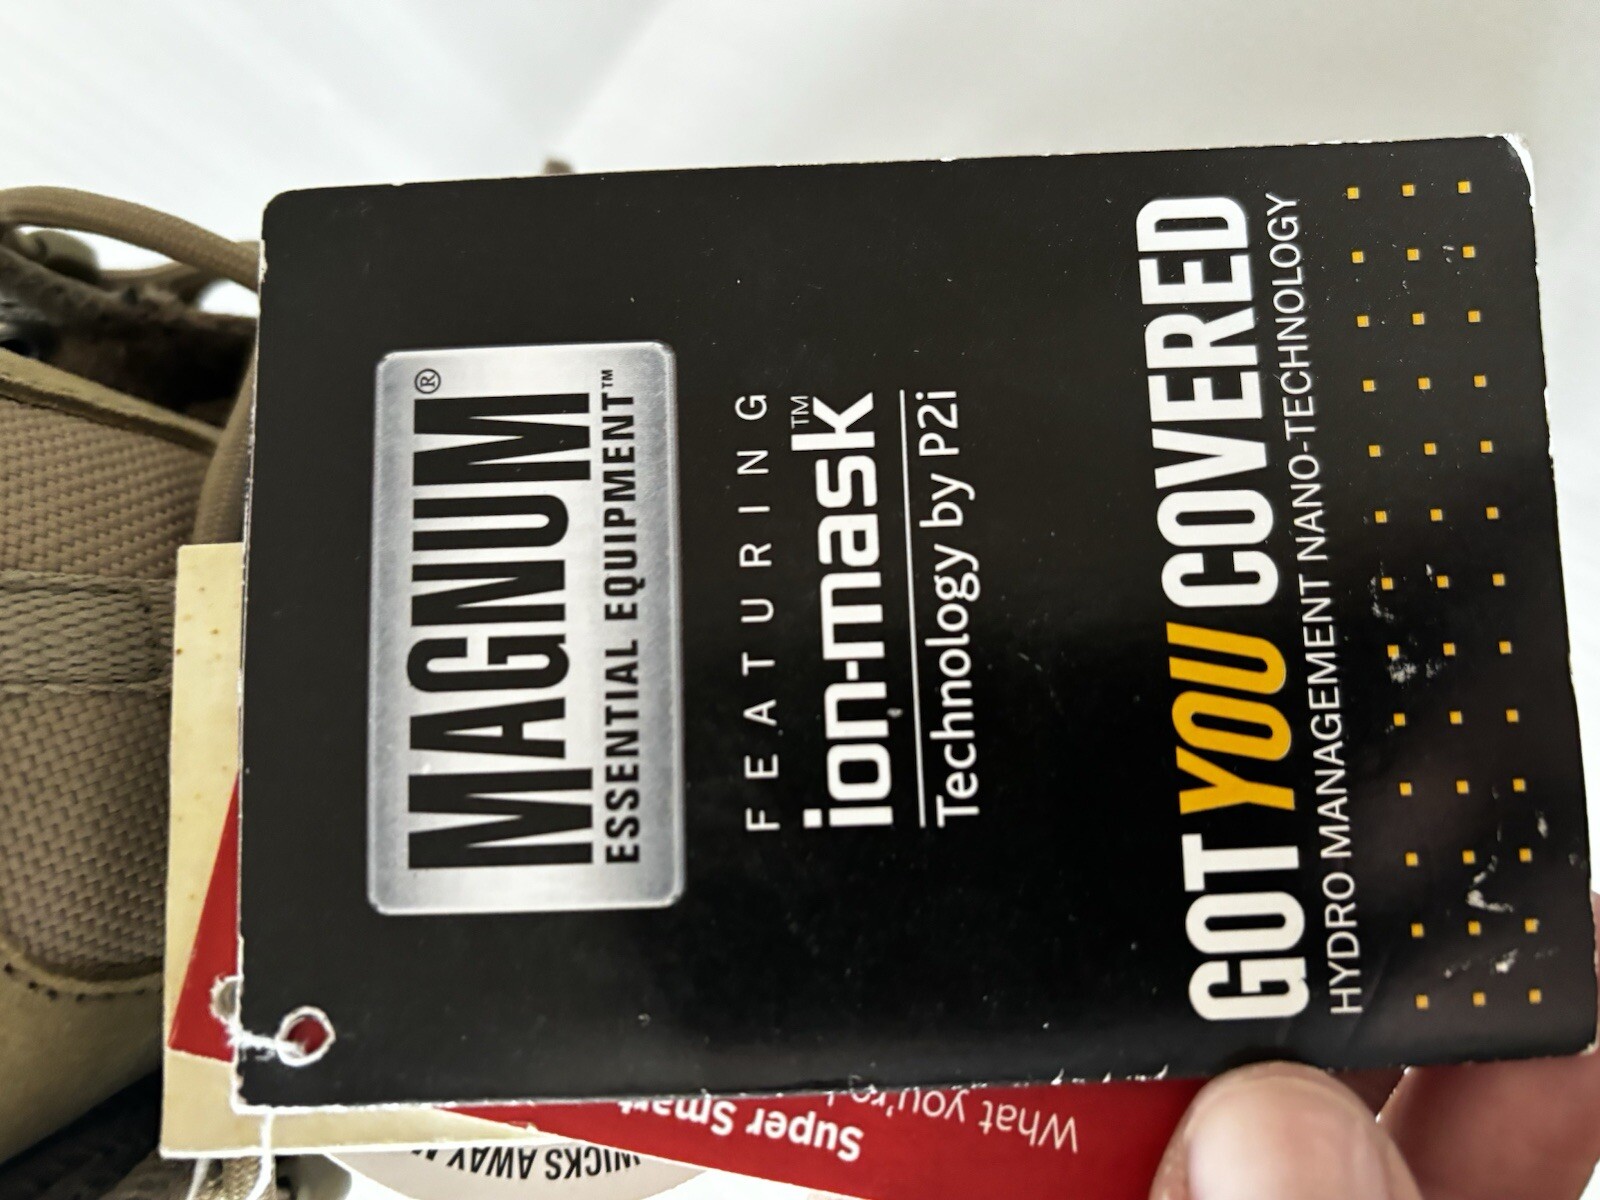 MAGNUM®
ESSENTIAL EQUIPMENT™
FEATURING
ion-mask™
Technology by P2i
GOT YOU COVERED
HYDRO MANAGEMENT NANO-TECHNOLOGY
Super Smart
What you're
WICKS AWAY